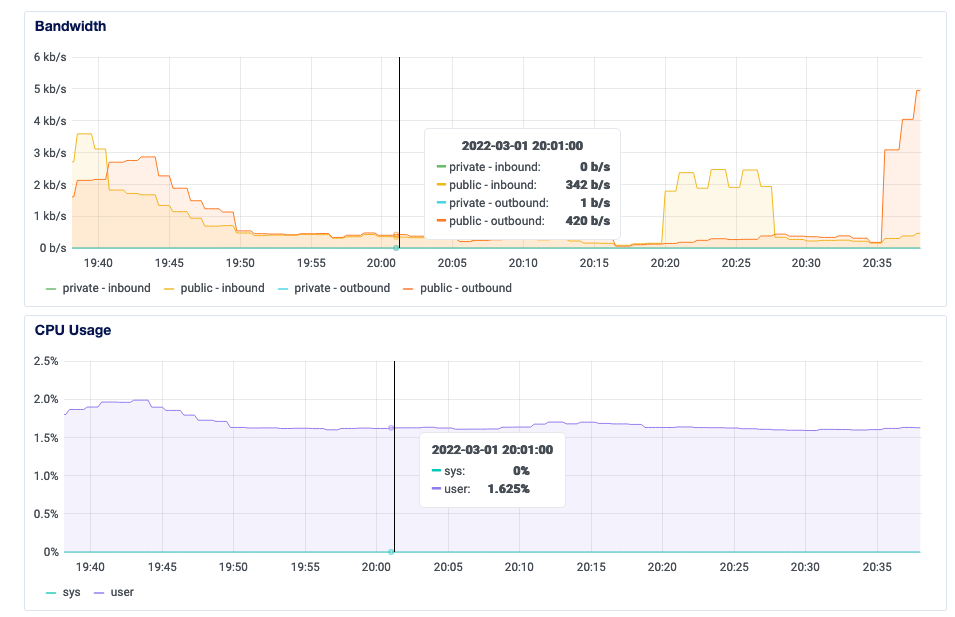 Bandwidth
6 kb/s
5 kb/s
4 kb/s
3 kb/s
2 kb/s
1 kb/s
0 b/s
2022-03-01 20:01:00
private - inbound: 0 b/s
public - inbound: 342 b/s
private - outbound: 1 b/s
public - outbound: 420 b/s
19:40 19:45 19:50 19:55 20:00 20:05 20:10 20:15 20:20 20:25 20:30 20:35
private - inbound public - inbound private - outbound public - outbound
CPU Usage
2.5%
2.0%
1.5%
1.0%
0.5%
0%
2022-03-01 20:01:00
sys: 0%
user: 1.625%
19:40 19:45 19:50 19:55 20:00 20:05 20:10 20:15 20:20 20:25 20:30 20:35
sys user